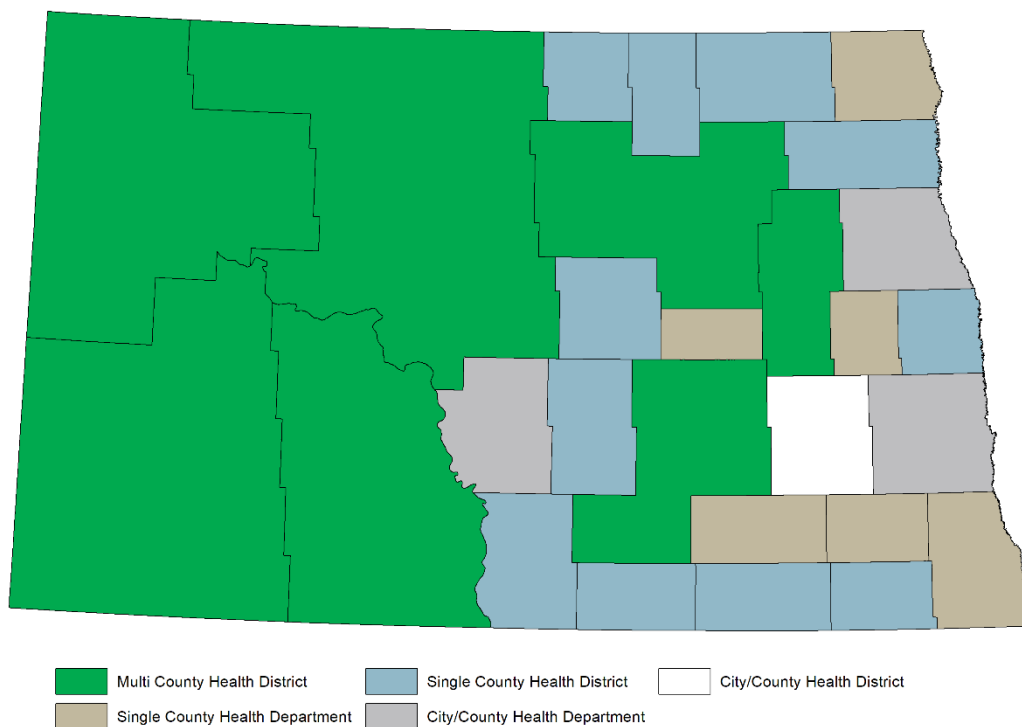 Multi County Health District
Single County Health District
City/County Health District
Single County Health Department
City/County Health Department